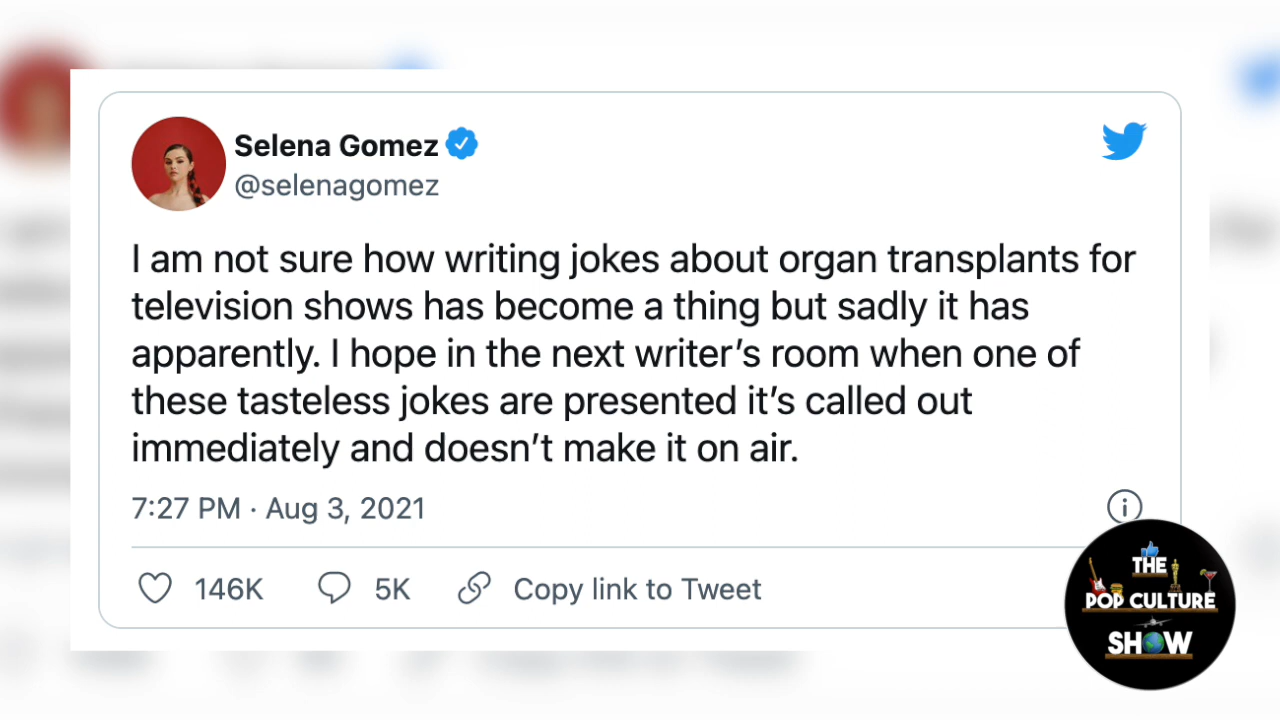 Selena Gomez
@selenagomez
I am not sure how writing jokes about organ transplants for
television shows has become a thing but sadly it has
apparently. I hope in the next writer’s room when one of
these tasteless jokes are presented it’s called out
immediately and doesn’t make it on air.
7:27 PM · Aug 3, 2021
146K 5K Copy link to Tweet
THE
POP CULTURE
SHOW